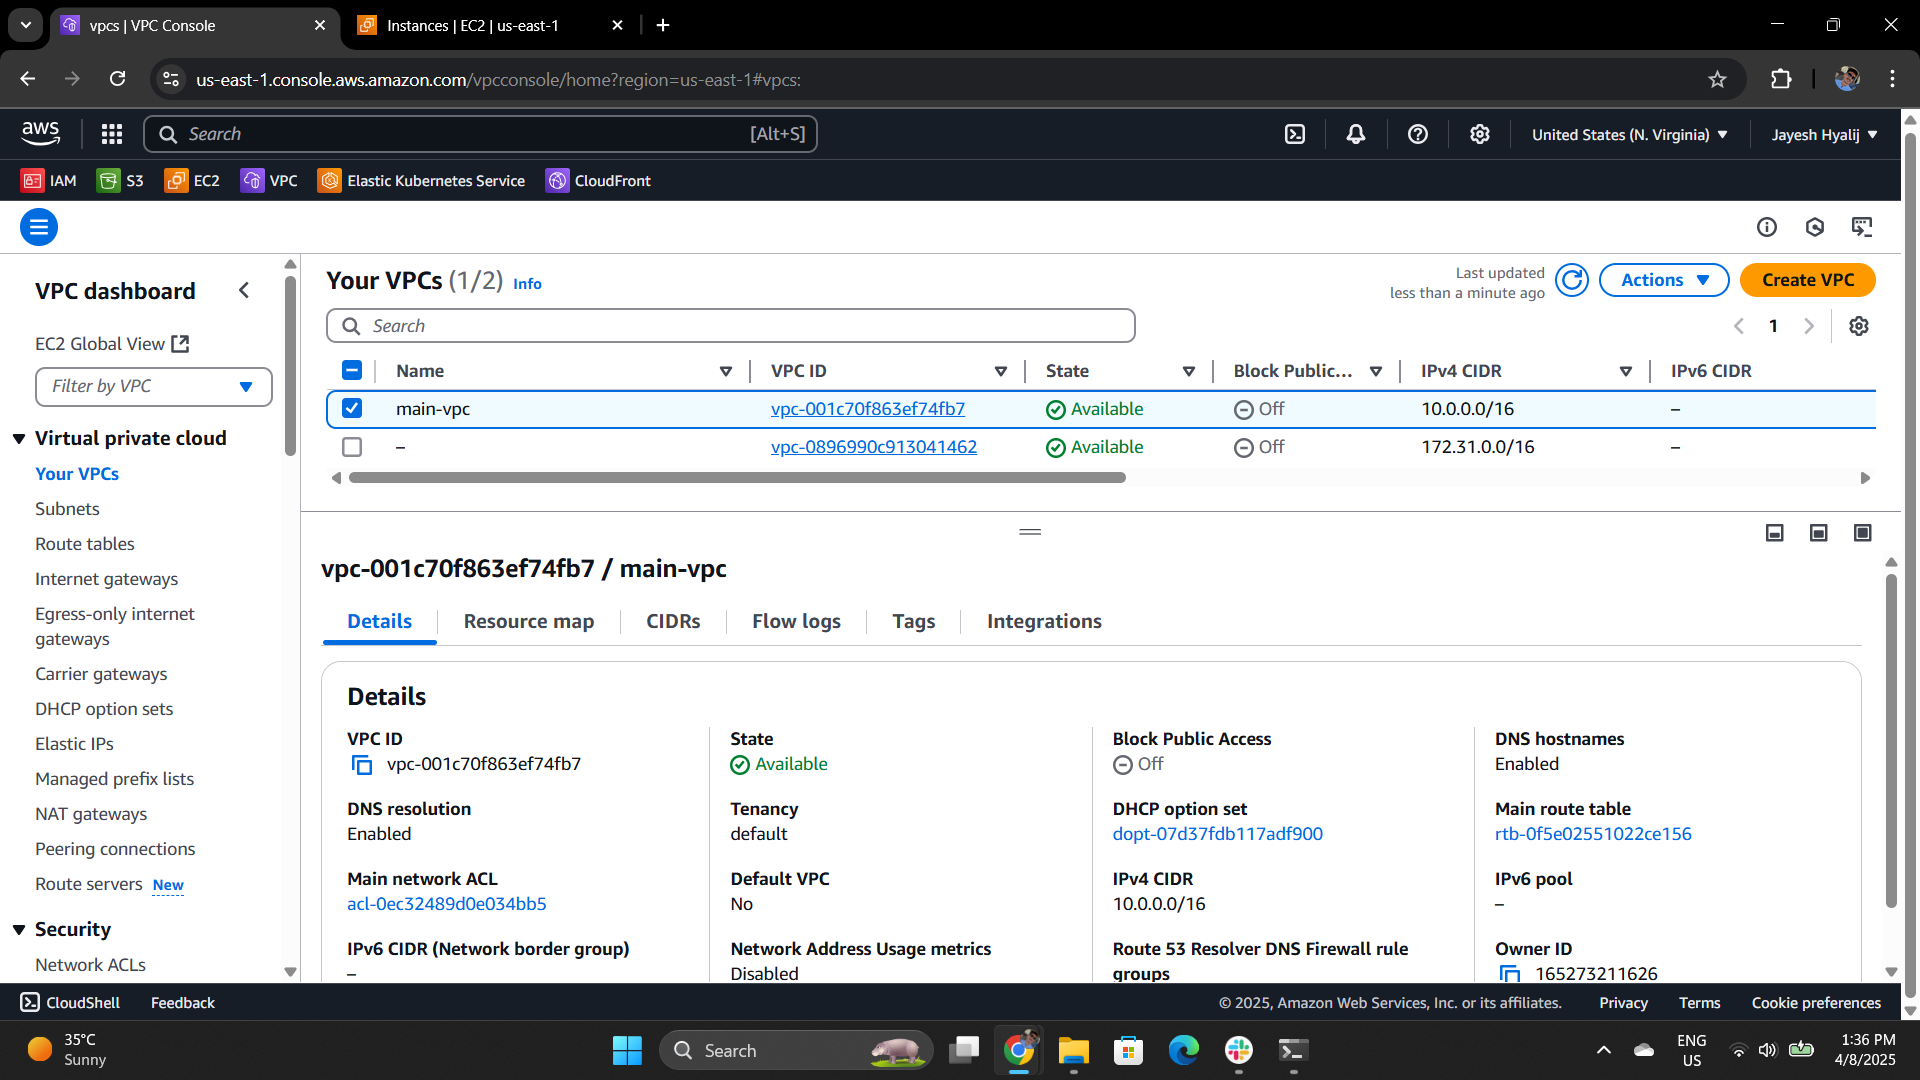 vpcs | VPC Console
Instances | EC2 | us-east-1
us-east-1.console.aws.amazon.com/vpcconsole/home?region=us-east-1#vpcs:
aws
Search
[Alt+S]
United States (N. Virginia)
Jayesh Hyalij
IAM
S3
EC2
VPC
Elastic Kubernetes Service
CloudFront
VPC dashboard
EC2 Global View
Filter by VPC
Virtual private cloud
Your VPCs
Subnets
Route tables
Internet gateways
Egress-only internet
gateways
Carrier gateways
DHCP option sets
Elastic IPs
Managed prefix lists
NAT gateways
Peering connections
Route servers New
Security
Network ACLs
Your VPCs (1/2) Info
Last updated
less than a minute ago
Actions
Create VPC
Search
1
Name VPC ID State Block Public... IPv4 CIDR IPv6 CIDR
main-vpc vpc-001c70f863ef74fb7 Available Off 10.0.0.0/16 –
– vpc-0896990c913041462 Available Off 172.31.0.0/16 –
vpc-001c70f863ef74fb7 / main-vpc
Details Resource map CIDRs Flow logs Tags Integrations
Details
VPC ID
vpc-001c70f863ef74fb7
State
Available
Block Public Access
Off
DNS hostnames
Enabled
DNS resolution
Enabled
Tenancy
default
DHCP option set
dopt-07d37fdb117adf900
Main route table
rtb-0f5e02551022ce156
Main network ACL
acl-0ec32489d0e034bb5
Default VPC
No
IPv4 CIDR
10.0.0.0/16
IPv6 pool
–
IPv6 CIDR (Network border group)
–
Network Address Usage metrics
Disabled
Route 53 Resolver DNS Firewall rule
groups
Owner ID
165273211626
CloudShell
Feedback
© 2025, Amazon Web Services, Inc. or its affiliates.
Privacy
Terms
Cookie preferences
35°C
Sunny
Search
ENG
US
1:36 PM
4/8/2025